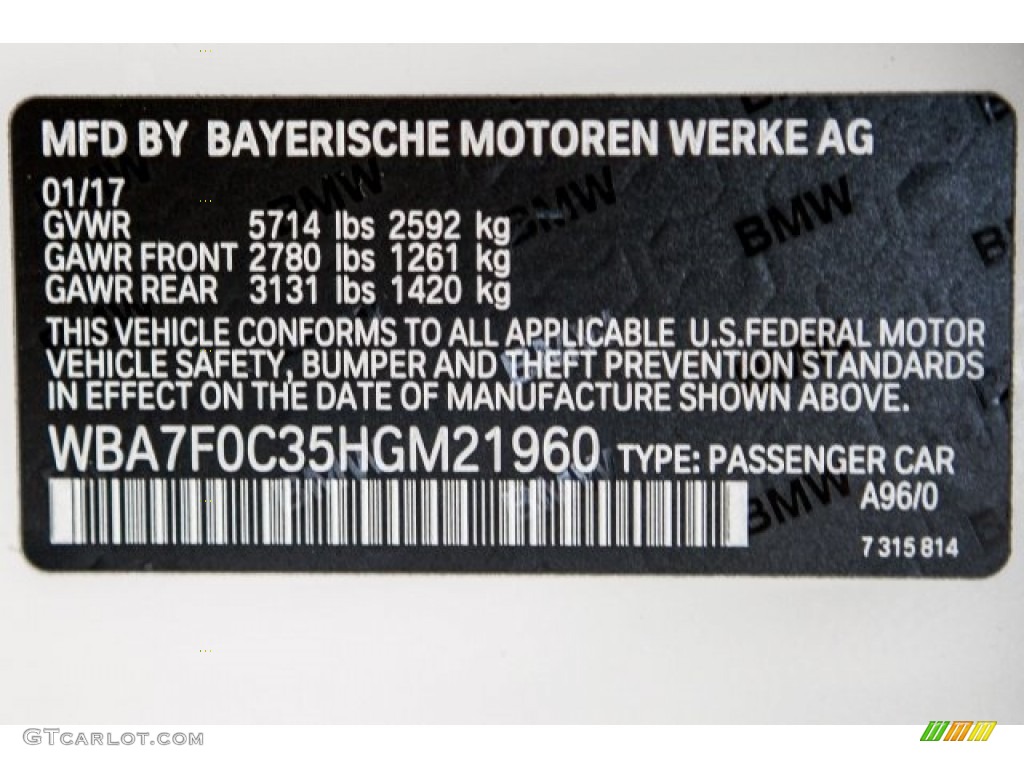 MFD BY BAYERISCHE MOTOREN WERKE AG
01/17
GVWR 5714 lbs 2592 kg
GAWR FRONT 2780 lbs 1261 kg
GAWR REAR 3131 lbs 1420 kg
THIS VEHICLE CONFORMS TO ALL APPLICABLE U.S.FEDERAL MOTOR
VEHICLE SAFETY, BUMPER AND THEFT PREVENTION STANDARDS
IN EFFECT ON THE DATE OF MANUFACTURE SHOWN ABOVE.
WBA7F0C35HGM21960 TYPE: PASSENGER CAR
A96/0
7 315 814
BMW
BMW
BMW
GTCARLOT.COM